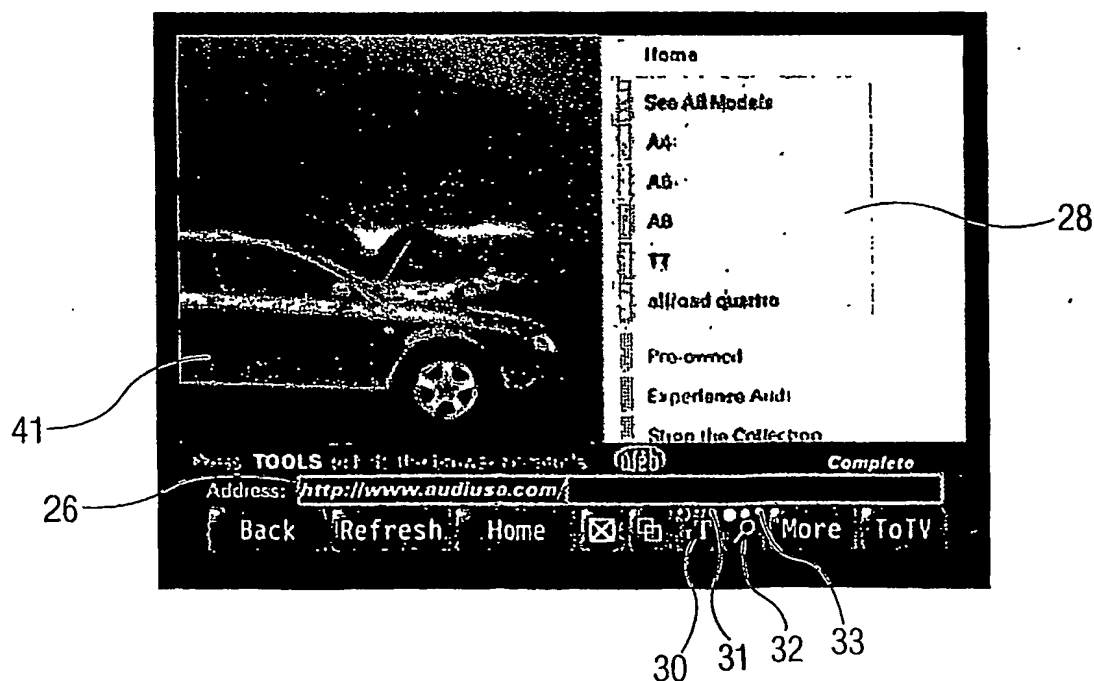 Home
See All Models
A4
A6
A8
TT
allroad quattro
28
Pre-owned
Experience Audi
41
Shop the Collection
TOOLS web Complete
26 Address: http://www.audiusa.com/
Back Refresh Home More ToTV
30 31 32 33